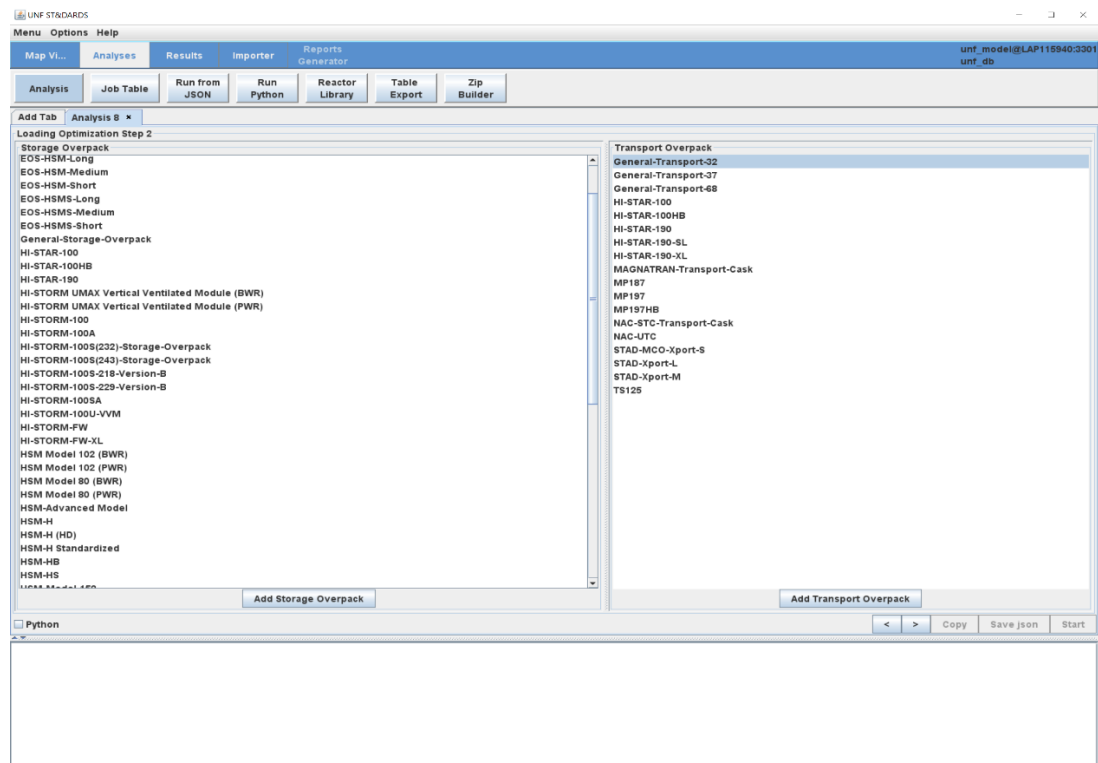 UNF ST&DARDS
Menu Options Help
Map Vi... Analyses Results Importer Reports Generator
unf_model@LAP115940:3301
unf_db
Analysis Job Table Run from JSON Run Python Reactor Library Table Export Zip Builder
Add Tab Analysis 8 ×
Loading Optimization Step 2
Storage Overpack
EOS-HSM-Long
EOS-HSM-Medium
EOS-HSM-Short
EOS-HSMS-Long
EOS-HSMS-Medium
EOS-HSMS-Short
General-Storage-Overpack
HI-STAR-100
HI-STAR-100HB
HI-STAR-190
HI-STORM UMAX Vertical Ventilated Module (BWR)
HI-STORM UMAX Vertical Ventilated Module (PWR)
HI-STORM-100
HI-STORM-100A
HI-STORM-100S(232)-Storage-Overpack
HI-STORM-100S(243)-Storage-Overpack
HI-STORM-100S-218-Version-B
HI-STORM-100S-229-Version-B
HI-STORM-100SA
HI-STORM-100U-VVM
HI-STORM-FW
HI-STORM-FW-XL
HSM Model 102 (BWR)
HSM Model 102 (PWR)
HSM Model 80 (BWR)
HSM Model 80 (PWR)
HSM-Advanced Model
HSM-H
HSM-H (HD)
HSM-H Standardized
HSM-HB
HSM-HS
Add Storage Overpack
Transport Overpack
General-Transport-32
General-Transport-37
General-Transport-68
HI-STAR-100
HI-STAR-100HB
HI-STAR-190
HI-STAR-190-SL
HI-STAR-190-XL
MAGNATRAN-Transport-Cask
MP187
MP197
MP197HB
NAC-STC-Transport-Cask
NAC-UTC
STAD-MCO-Xport-S
STAD-Xport-L
STAD-Xport-M
TS125
Add Transport Overpack
Python
< > Copy Save json Start